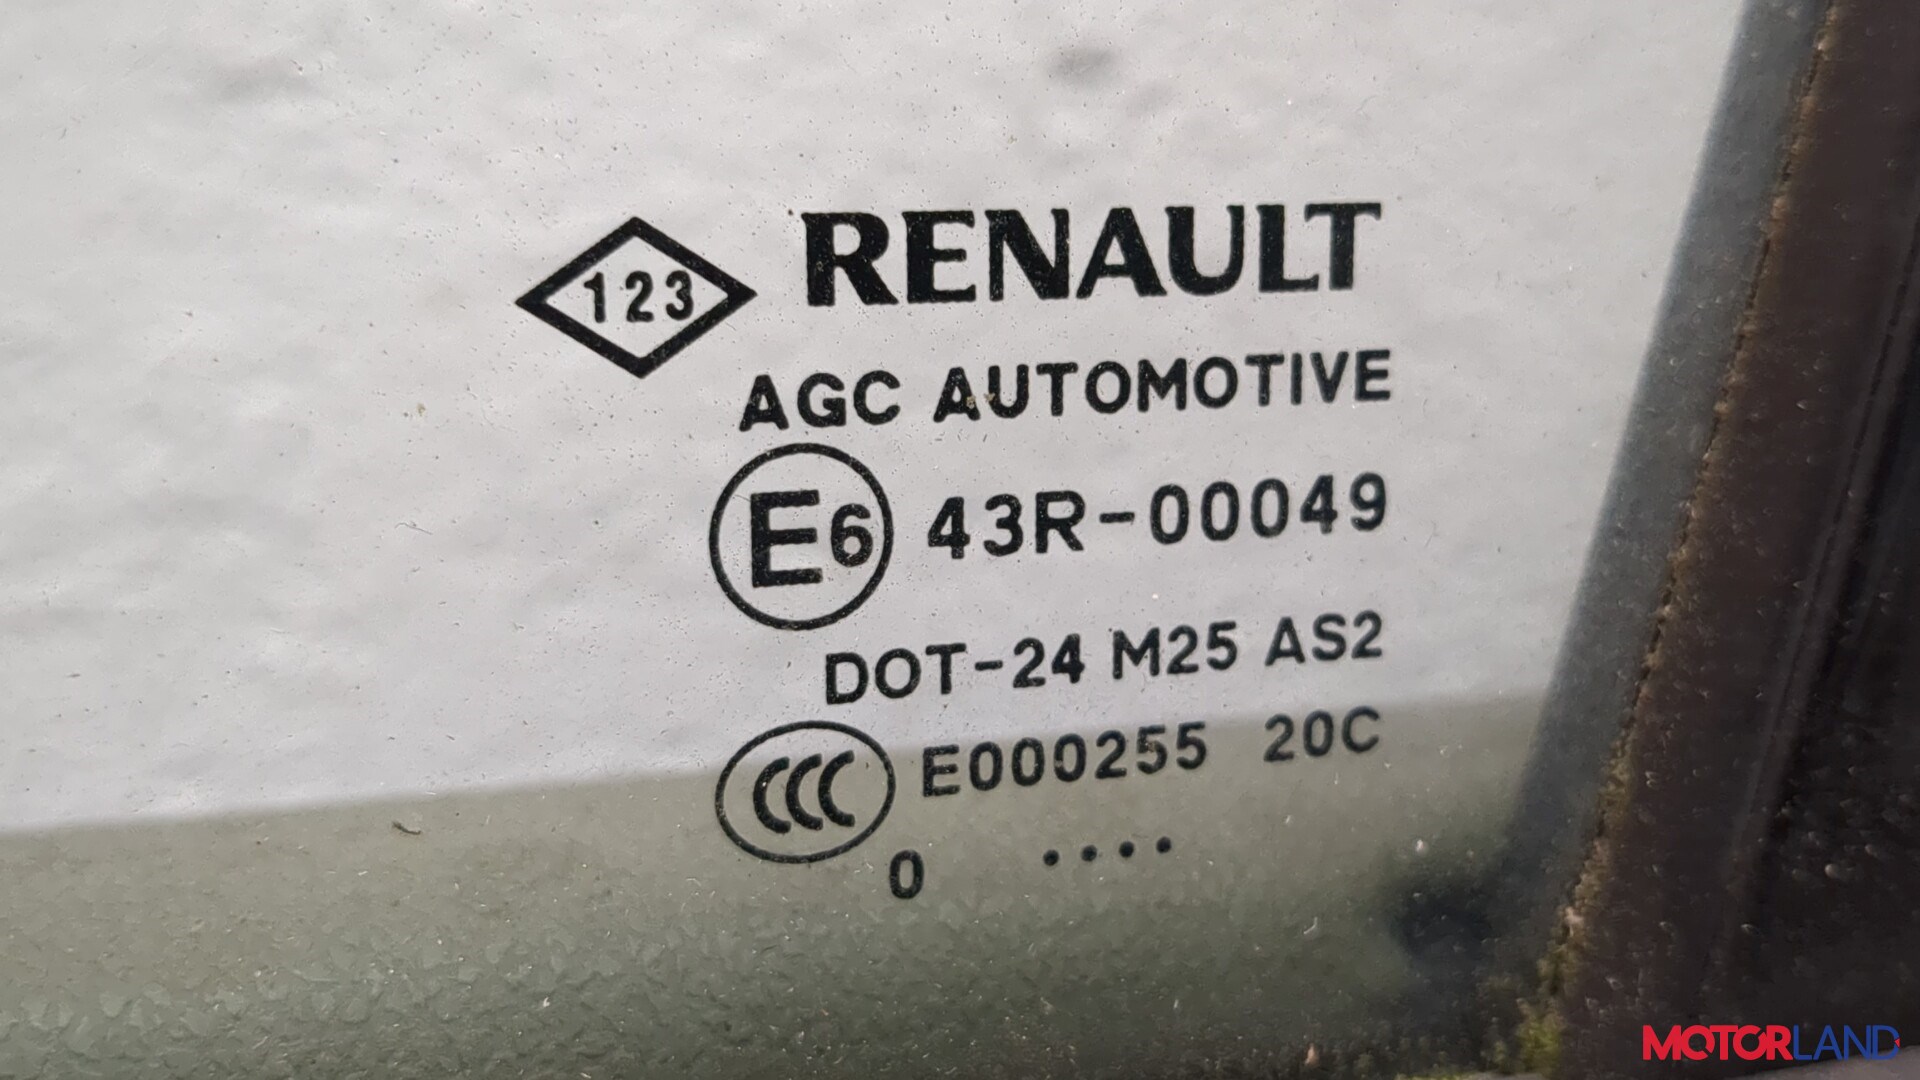 123 RENAULT
AGC AUTOMOTIVE
E6 43R-00049
DOT-24 M25 AS2
CCC E000255 20C
0 ....
MOTORLAND